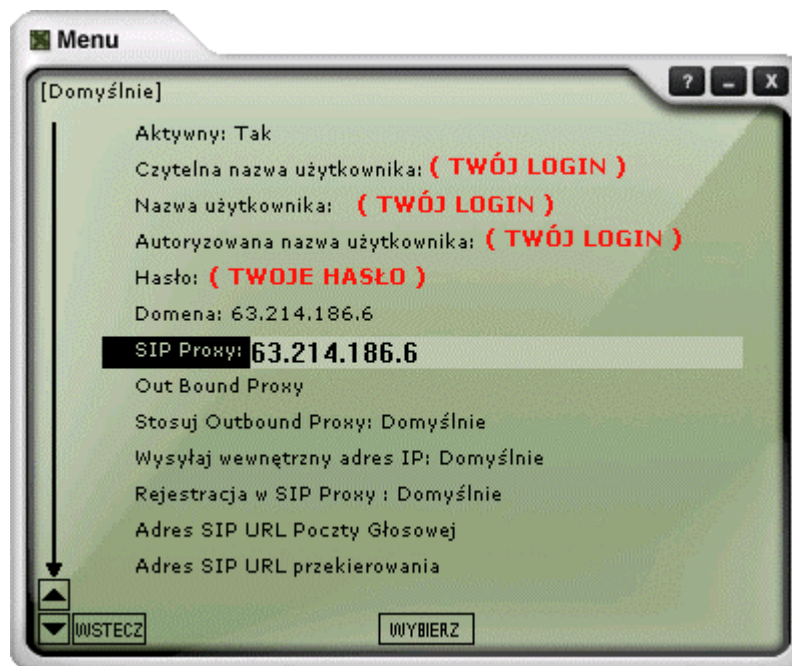 Menu
[Domyślnie]
? _ X
Aktywny: Tak
Czytelna nazwa użytkownika: ( TWÓJ LOGIN )
Nazwa użytkownika: ( TWÓJ LOGIN )
Autoryzowana nazwa użytkownika: ( TWÓJ LOGIN )
Hasło: ( TWOJE HASŁO )
Domena: 63.214.186.6
SIP Proxy: 63.214.186.6
Out Bound Proxy
Stosuj Outbound Proxy: Domyślnie
Wysyłaj wewnętrzny adres IP: Domyślnie
Rejestracja w SIP Proxy : Domyślnie
Adres SIP URL Poczty Głosowej
Adres SIP URL przekierowania
WSTECZ WYBIERZ